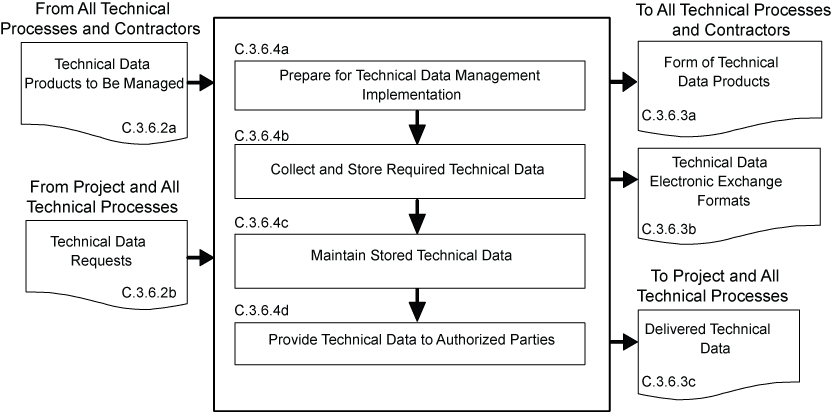 From All Technical
Processes and Contractors
Technical Data
Products to Be Managed
C.3.6.2a
From Project and All
Technical Processes
Technical Data
Requests
C.3.6.2b
C.3.6.4a
Prepare for Technical Data Management
Implementation
C.3.6.4b
Collect and Store Required Technical Data
C.3.6.4c
Maintain Stored Technical Data
C.3.6.4d
Provide Technical Data to Authorized Parties
To All Technical Processes
and Contractors
Form of Technical
Data Products
C.3.6.3a
Technical Data
Electronic Exchange
Formats
C.3.6.3b
To Project and All
Technical Processes
Delivered Technical
Data
C.3.6.3c